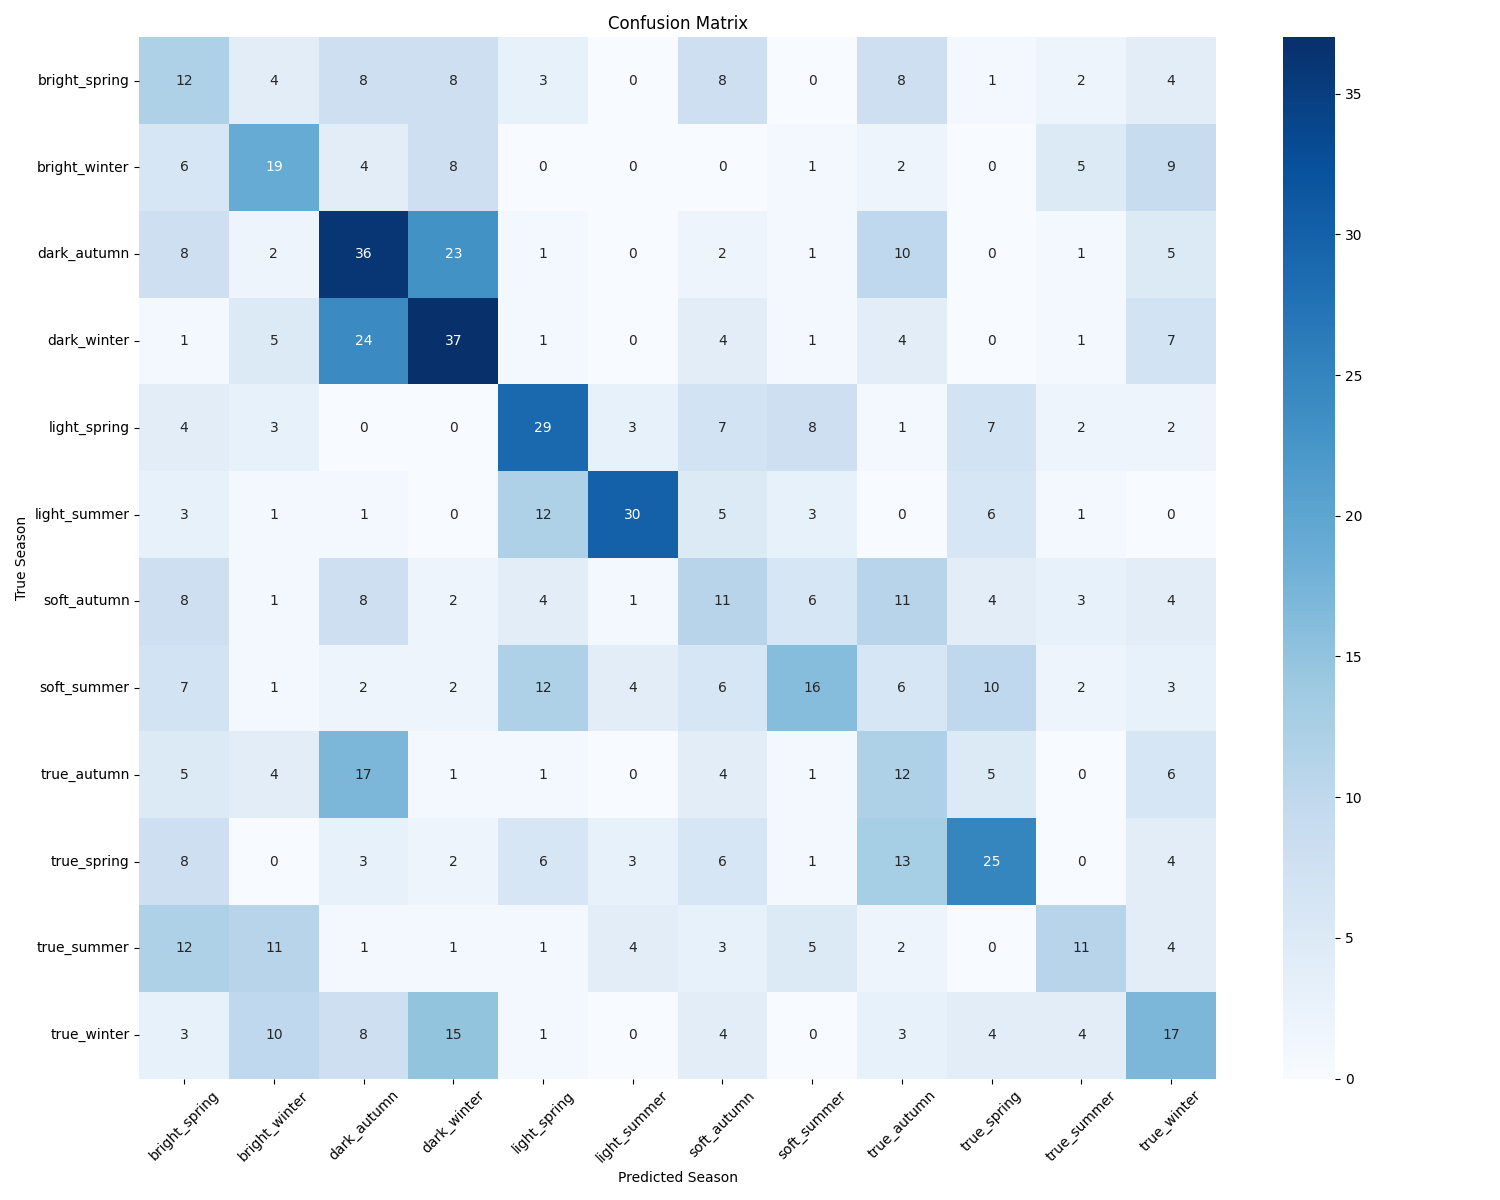 Confusion Matrix
bright_spring 12 4 8 8 3 0 8 0 8 1 2 4
bright_winter 6 19 4 8 0 0 0 1 2 0 5 9
dark_autumn 8 2 36 23 1 0 2 1 10 0 1 5
dark_winter 1 5 24 37 1 0 4 1 4 0 1 7
light_spring 4 3 0 0 29 3 7 8 1 7 2 2
light_summer 3 1 1 0 12 30 5 3 0 6 1 0
soft_autumn 8 1 8 2 4 1 11 6 11 4 3 4
soft_summer 7 1 2 2 12 4 6 16 6 10 2 3
true_autumn 5 4 17 1 1 0 4 1 12 5 0 6
true_spring 8 0 3 2 6 3 6 1 13 25 0 4
true_summer 12 11 1 1 1 4 3 5 2 0 11 4
true_winter 3 10 8 15 1 0 4 0 3 4 4 17
bright_spring bright_winter dark_autumn dark_winter light_spring light_summer soft_autumn soft_summer true_autumn true_spring true_summer true_winter
Predicted Season
True Season
35
30
25
20
15
10
5
0